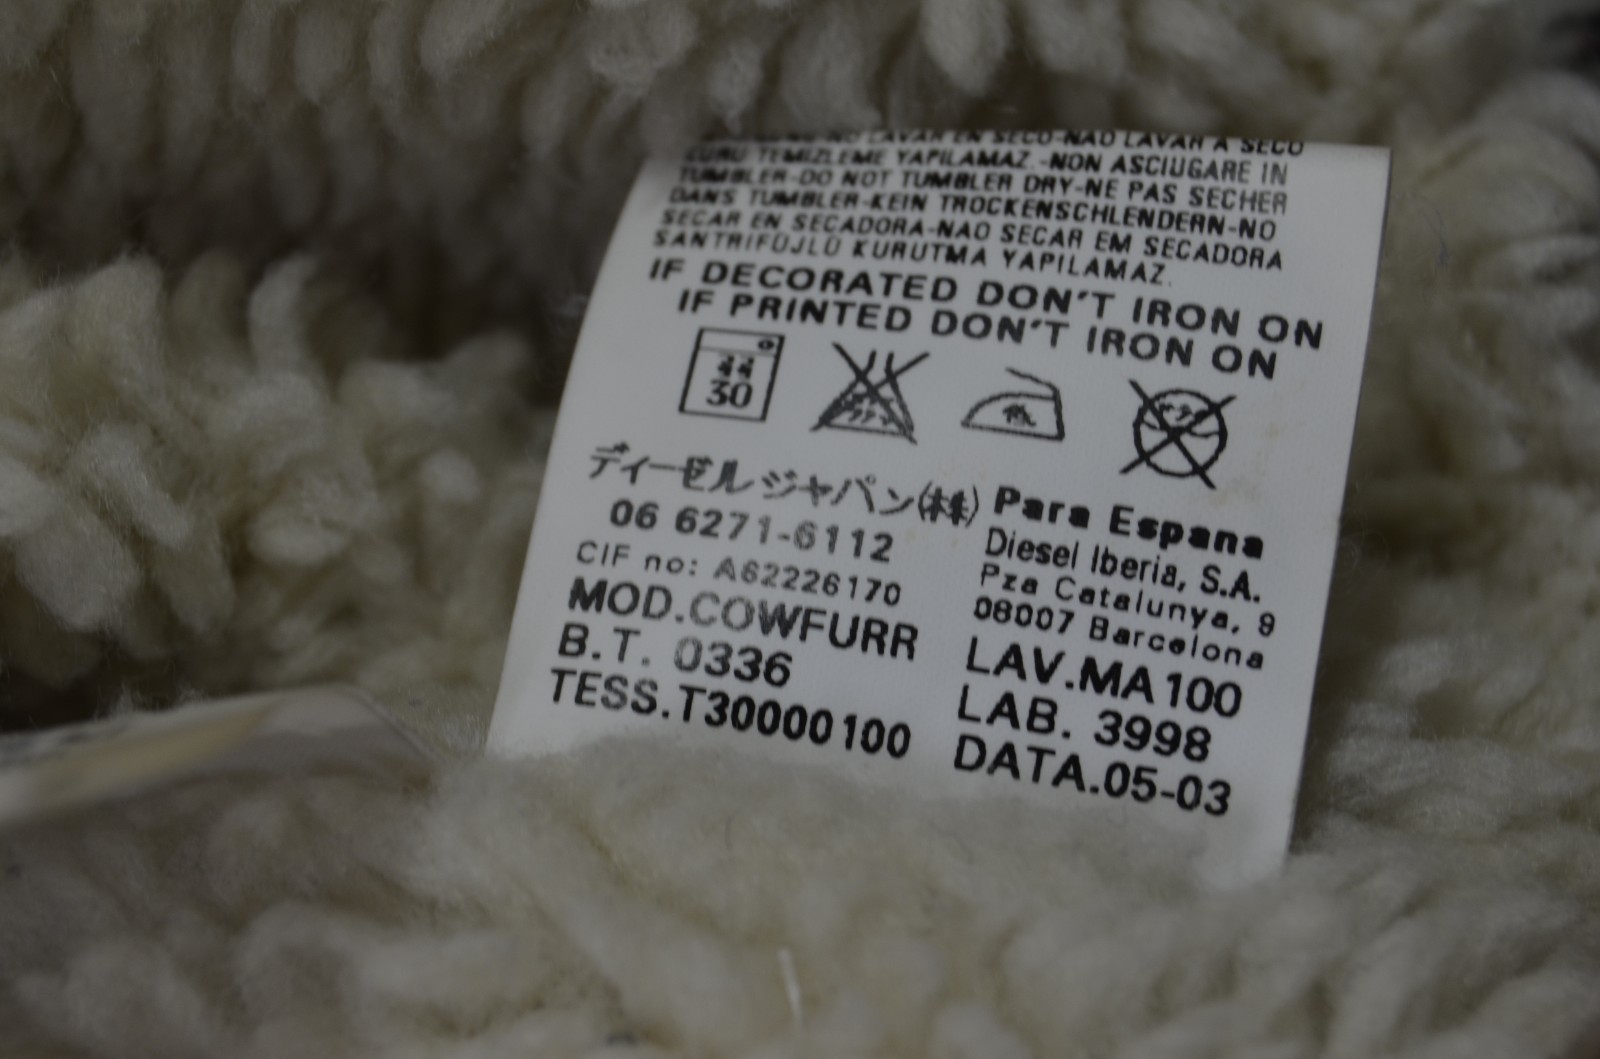 NO LAVAR EN SECO-NAO LAVAR A SECO
KURU TEMIZLEME YAPILAMAZ.-NON ASCIUGARE IN
TUMBLER-DO NOT TUMBLER DRY-NE PAS SECHER
DANS TUMBLER-KEIN TROCKENSCHLENDERN-NO
SECAR EN SECADORA-NAO SECAR EM SECADORA
SANTRIFÜJLÜ KURUTMA YAPILAMAZ.
IF DECORATED DON'T IRON ON
IF PRINTED DON'T IRON ON
30
ディーゼルジャパン(株)
06 6271-6112
CIF no: A62226170
MOD.COWFURR
B.T. 0336
TESS.T30000100
Para Espana
Diesel Iberia, S.A.
Pza Catalunya, 9
08007 Barcelona
LAV.MA100
LAB. 3998
DATA.05-03